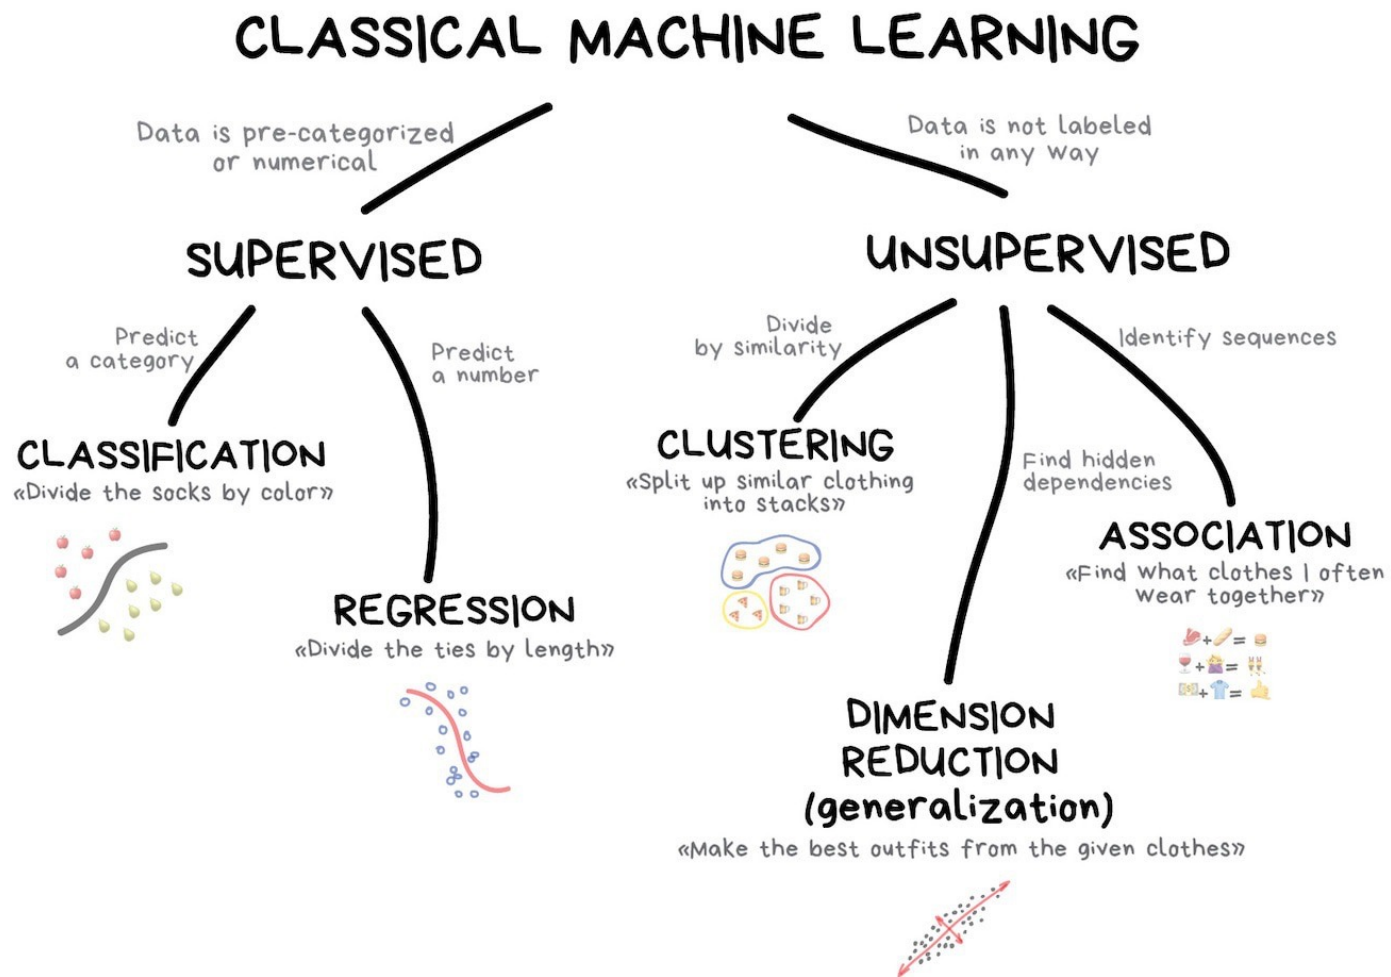 CLASSICAL MACHINE LEARNING
Data is pre-categorized
or numerical
Data is not labeled
in any way
SUPERVISED
UNSUPERVISED
Predict
a category
Predict
a number
Divide
by similarity
Identify sequences
CLASSIFICATION
«Divide the socks by color»
CLUSTERING
«Split up similar clothing
into stacks»
Find hidden
dependencies
ASSOCIATION
«Find what clothes I often
wear together»
REGRESSION
«Divide the ties by length»
+ =
+ =
+ =
DIMENSION
REDUCTION
(generalization)
«Make the best outfits from the given clothes»